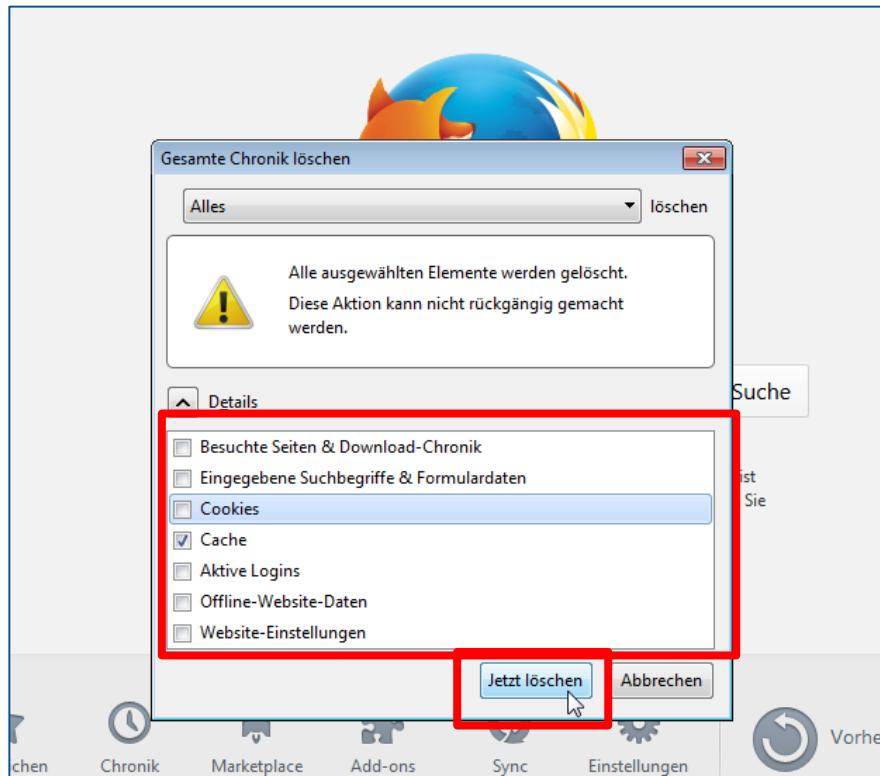 Gesamte Chronik löschen
Alles löschen
Alle ausgewählten Elemente werden gelöscht.
Diese Aktion kann nicht rückgängig gemacht
werden.
Details
Suche
Besuchte Seiten & Download-Chronik
Eingegebene Suchbegriffe & Formulardaten
ist
Cookies
Sie
Cache
Aktive Logins
Offline-Website-Daten
Website-Einstellungen
Jetzt löschen Abbrechen
chen Chronik Marketplace Add-ons Sync Einstellungen Vorhe